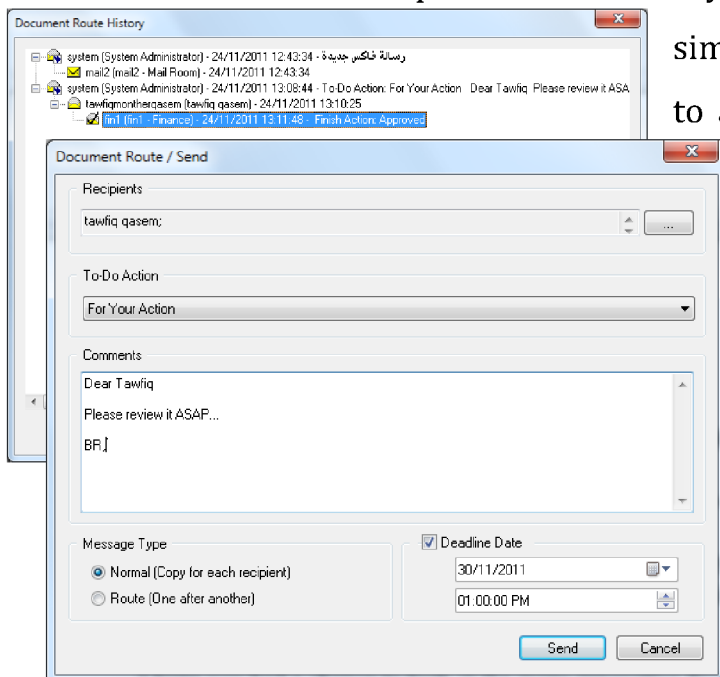 Document Route History
system (System Administrator) - 24/11/2011 12:43:34 - رسالة فاكس جديدة
mail2 (mail2 - Mail Room) - 24/11/2011 12:43:34
system (System Administrator) - 24/11/2011 13:08:44 - To-Do Action: For Your Action Dear Tawfiq Please review it ASA
tawfiqmontherqasem (tawfiq qasem) - 24/11/2011 13:10:25
fin1 (fin1 - Finance) - 24/11/2011 13:11:48 - Finish Action: Approved
to
Document Route / Send
Recipients
tawfiq qasem;
...
To-Do Action
For Your Action
Comments
Dear Tawfiq
Please review it ASAP...
BR,
Message Type
Normal (Copy for each recipient)
Route (One after another)
Deadline Date
30/11/2011
01:00:00 PM
Send
Cancel